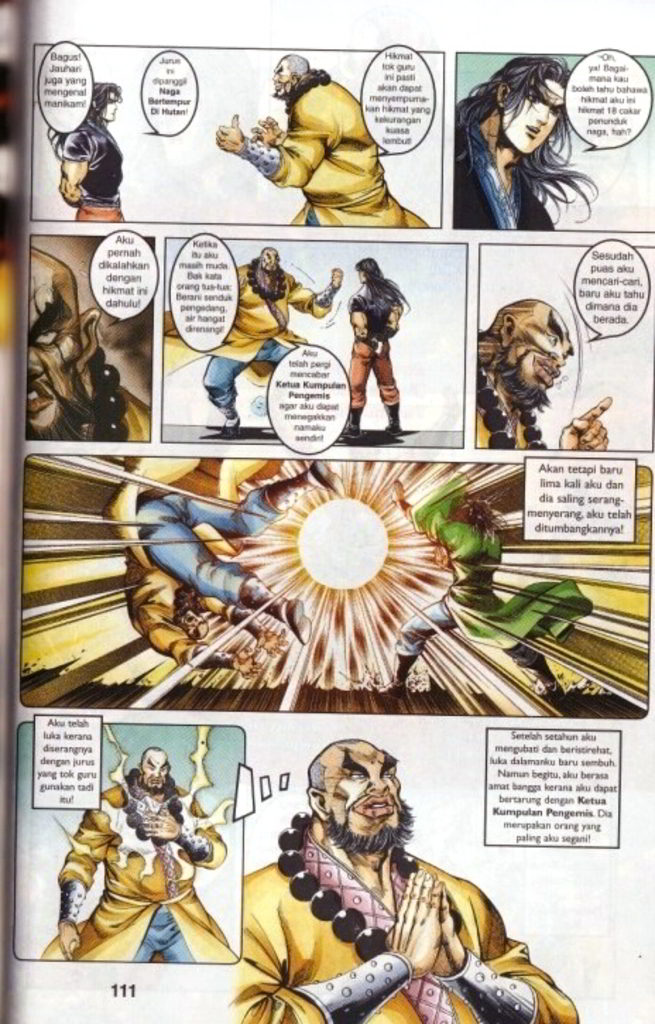 Bagus!
Jauhari
juga yang
mengenal
manikam!
Jurus ini
dipanggil
Naga
Bertempur
Di Hutan!
Hikmat
tok guru
ini pasti
akan dapat
menyempurna-
kan hikmat yang
kekurangan
kuasa
lembut!
Oh,
ya! Bagai-
mana kau
boleh tahu bahawa
hikmat aku ini
hikmat 18 cakar
penunduk
naga, hah?
Aku
pernah
dikalahkan
dengan
hikmat ini
dahulu!
Ketika
itu aku
masih muda.
Bak kata
orang tua-tua:
Berani senduk
pengedang,
air hangat
direnangi!
Aku
telah pergi
mencabar
Ketua Kumpulan
Pengemis
agar aku dapat
menegakkan
namaku
sendiri!
Sesudah
puas aku
mencari-cari,
baru aku tahu
dimana dia
berada.
Akan tetapi baru
lima kali aku dan
dia saling serang-
menyerang, aku telah
ditumbangkannya!
Aku telah
luka kerana
diserangnya
dengan jurus
yang tok guru
gunakan tadi
itu!
Setelah setahun aku
mengubati dan beristirehat,
luka dalamanku baru sembuh.
Namun begitu, aku berasa
amat bangga kerana aku dapat
bertarung dengan Ketua
Kumpulan Pengemis. Dia
merupakan orang yang
paling aku segani!
111